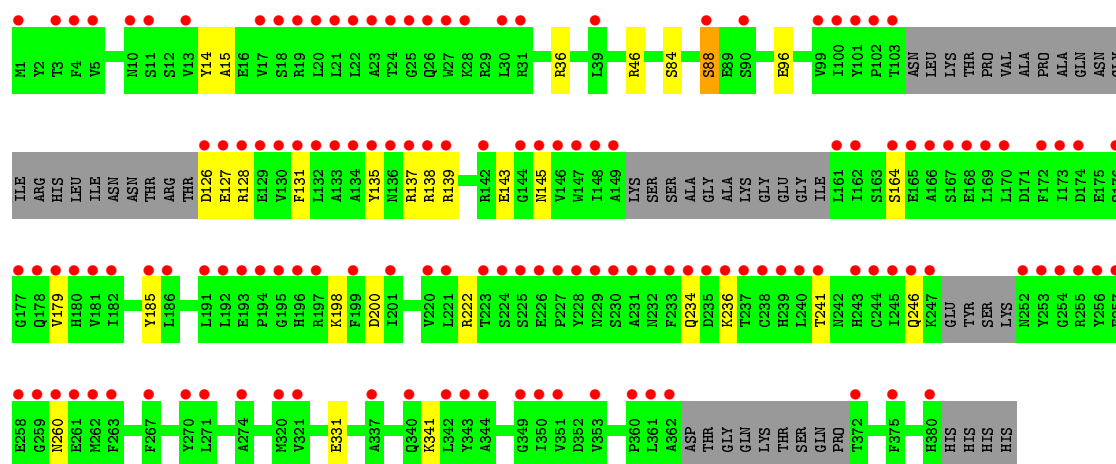 M1 Y2 T3 F4 V5 N10 S11 S12 V13 Y14 A15 E16 V17 S18 R19 L20 L21 L22 A23 T24 G25 Q26 W27 K28 R29 L30 R31 R36 L39 R46 S84 S88 E89 S90 E96 V99 I100 Y101 P102 T103 ASN LEU LYS THR PRO VAL ALA PRO ALA GLN ASN
ILE ARG HIS LEU ILE ASN ASN THR ARG THR D126 E127 R128 E129 V130 F131 L132 A133 A134 Y135 N136 R137 R138 R139 R142 E143 G144 N145 V146 W147 I148 A149 LYS SER SER ALA GLY ALA LYS GLY GLU GLY ILE L161 I162 S163 S164 E165 A166 S167 E168 L169 L170 D171 F172 I173 D174 E175
G177 Q178 V179 H180 V181 I182 Y185 L186 L191 L192 E193 P194 G195 H196 R197 K198 F199 D200 I201 V220 L221 R222 T223 S224 S225 E226 P227 Y228 N229 S230 A231 N232 F233 Q234 D235 K236 T237 C238 H239 L240 T241 N242 H243 C244 I245 Q246 K247 GLU TYR SER LYS N252 Y253 G254 R255 Y256
E258 G259 N260 E261 M262 F263 F267 Y270 L271 A274 M320 V321 E331 A337 Q340 K341 L342 Y343 A344 G349 I350 V351 D352 V353 P360 L361 A362 ASP THR GLY GLN LYS THR SER GLN PRO T372 F375 H380 HIS HIS HIS HIS